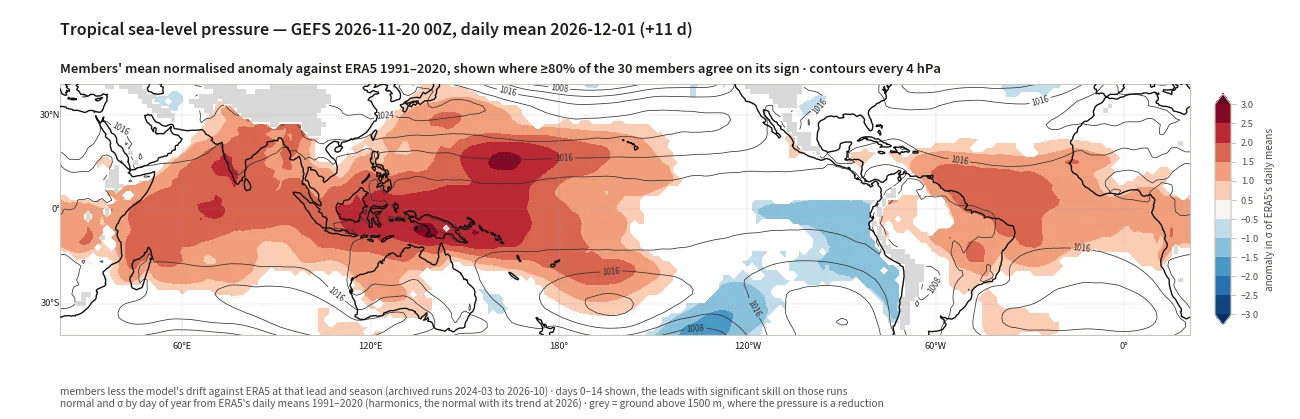 Tropical sea-level pressure — GEFS 2026-11-20 00Z, daily mean 2026-12-01 (+11 d)
Members' mean normalised anomaly against ERA5 1991–2020, shown where ≥80% of the 30 members agree on its sign · contours every 4 hPa
1016
1008
1016
1016
1024
1016
1016
1016
1016
1016
1016
1016
1008
1008
1016
30°N
0°
30°S
60°E
120°E
180°
120°W
60°W
0°
3.0
2.5
2.0
1.5
1.0
0.5
−0.5
−1.0
−1.5
−2.0
−2.5
−3.0
anomaly in σ of ERA5's daily means
members less the model's drift against ERA5 at that lead and season (archived runs 2024-03 to 2026-10) · days 0–14 shown, the leads with significant skill on those runs
normal and σ by day of year from ERA5's daily means 1991–2020 (harmonics, the normal with its trend at 2026) · grey = ground above 1500 m, where the pressure is a reduction